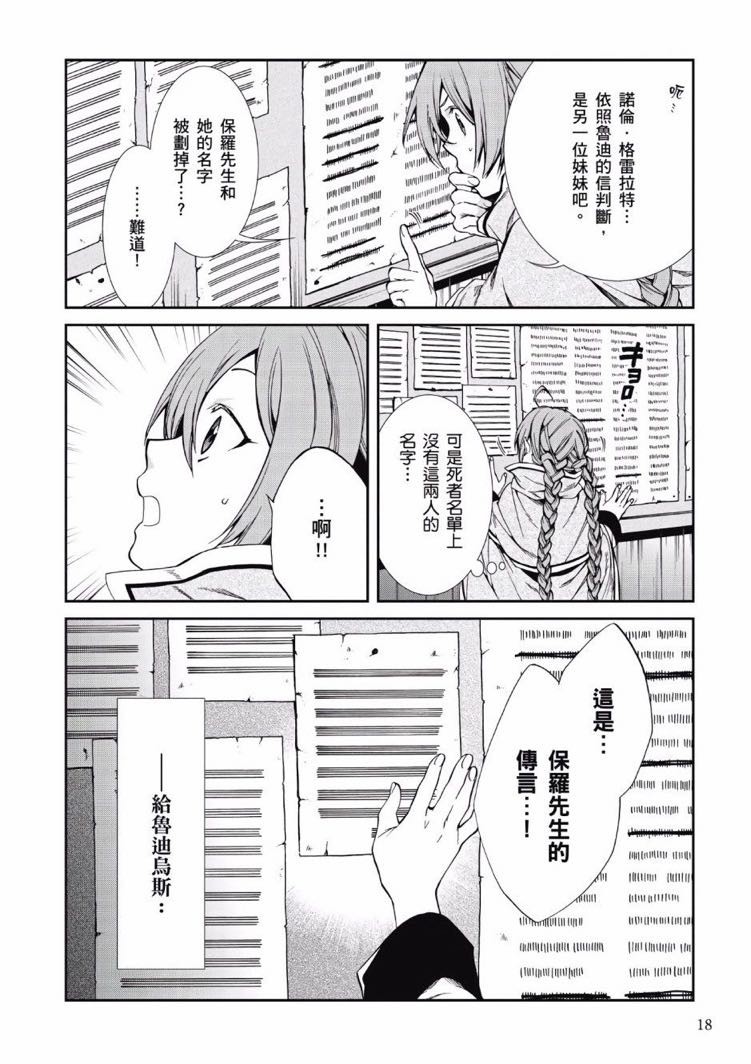 呃…
諾倫‧格雷拉特…
依照魯迪的信判斷，
是另一位妹妹吧。
保羅先生和
她的名字
被劃掉了…？
……難道！
キョロ…
可是死者名單上
沒有這兩人的
名字…
…啊!!
這是…
保羅先生的
傳言…！
——給魯迪烏斯：
18